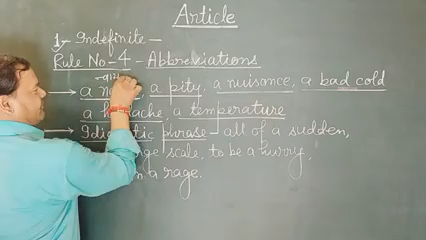 Article
1- Indefinite -
Rule No-4 - Abbreviations
→ a , a pity, a nuisance, a bad cold
a , a temperature
→ phrase - all of a sudden,
scale, to be a hurry,
a rage.